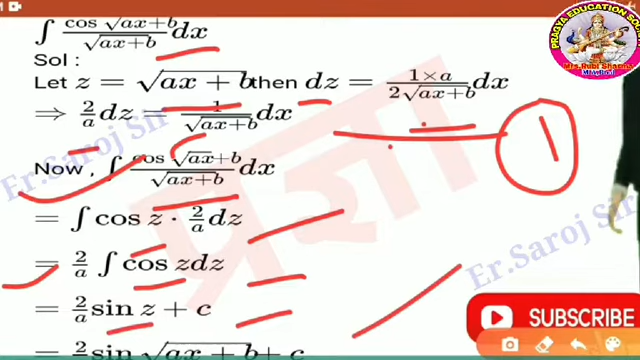 ∫ cos √ax+b / √ax+b dx
Sol :
Let z = √ax + b then dz = 1×a / 2√ax+b dx
⇒ 2/a dz = 1/√ax+b dx
Now , ∫ cos √ax+b / √ax+b dx
= ∫ cos z · 2/a dz
= 2/a ∫ cos z dz
= 2/a sin z + c
= 2/a sin √ax + b + c
1
PRAGYA EDUCATION
Er.Saroj Sir
Er.Saroj Sir
प्रज्ञा
SUBSCRIBE